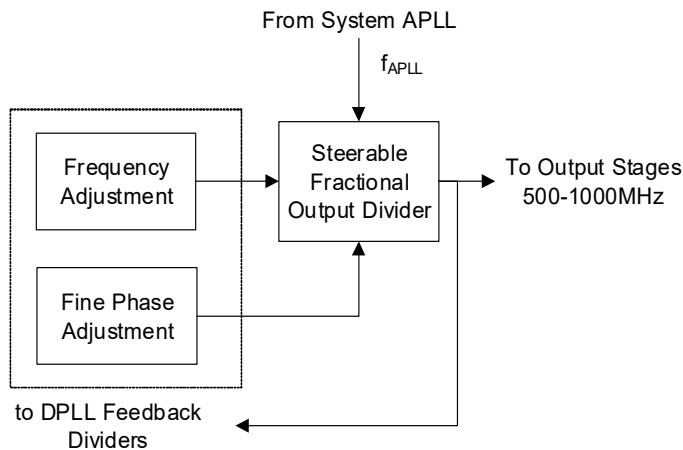 From System APLL
fAPLL
Frequency
Adjustment
Steerable
Fractional
Output Divider
To Output Stages
500-1000MHz
Fine Phase
Adjustment
to DPLL Feedback
Dividers